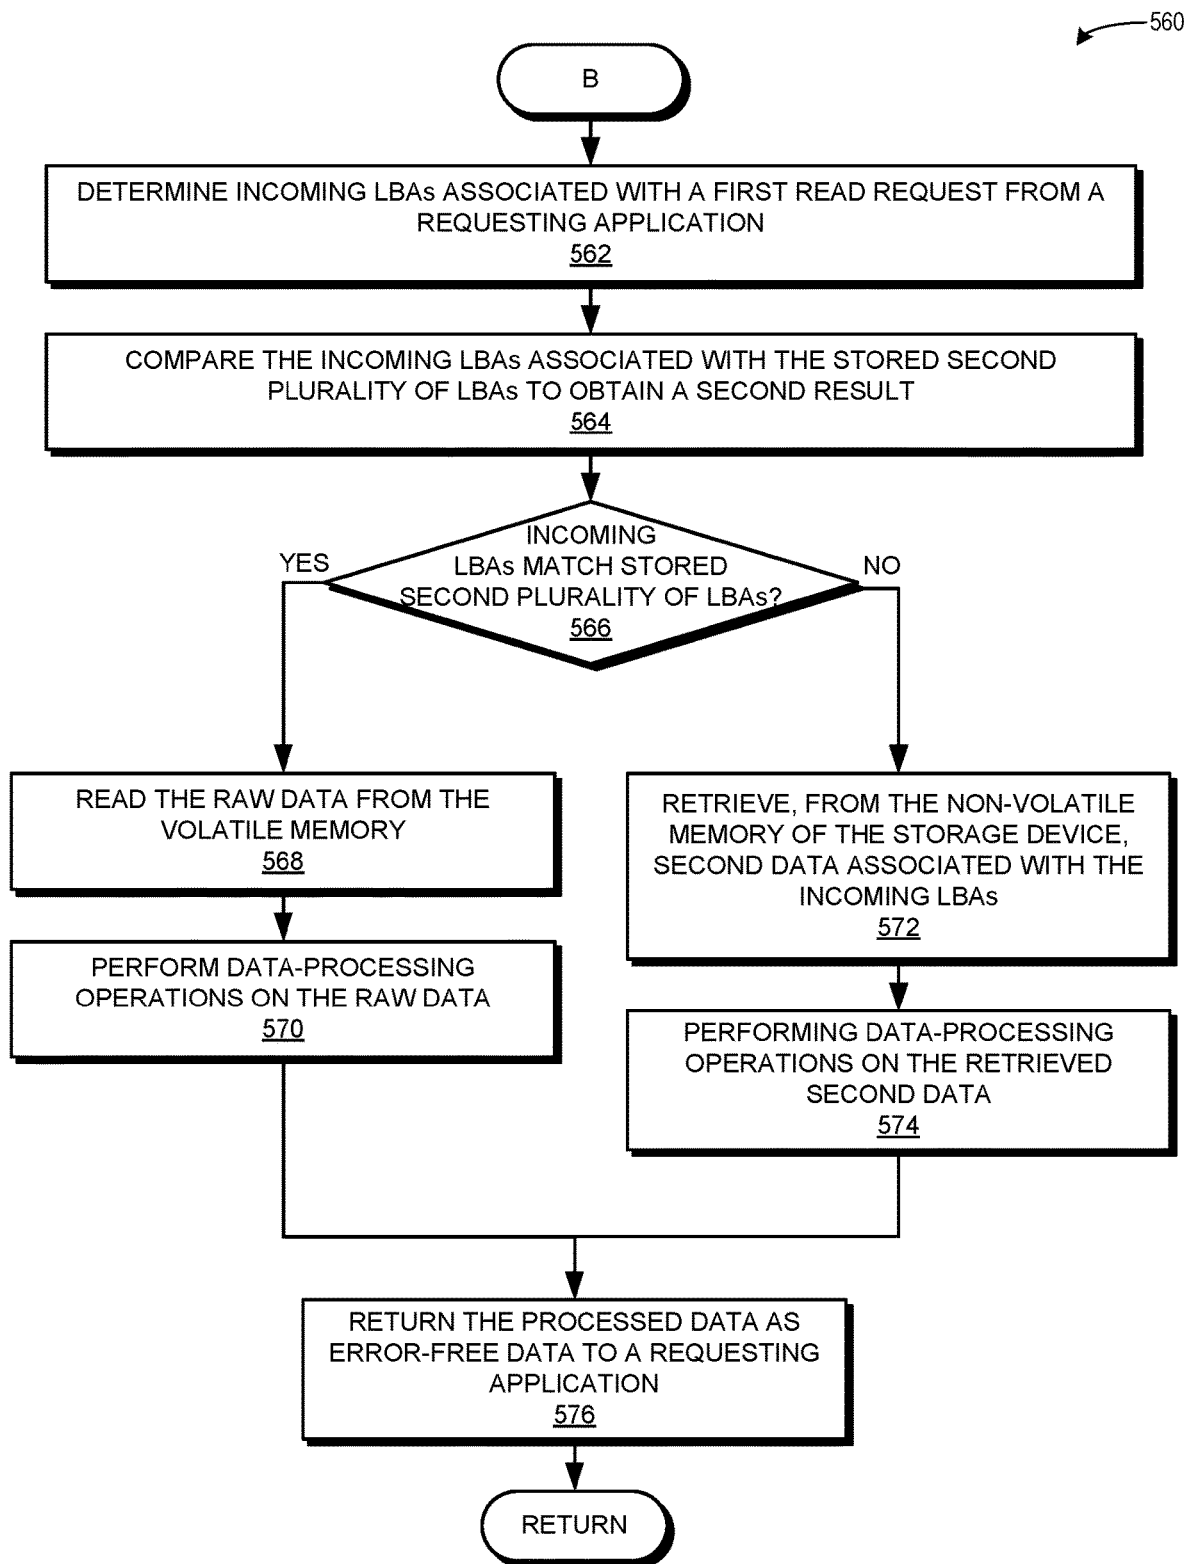 560
B
DETERMINE INCOMING LBAs ASSOCIATED WITH A FIRST READ REQUEST FROM A
REQUESTING APPLICATION
562
COMPARE THE INCOMING LBAs ASSOCIATED WITH THE STORED SECOND
PLURALITY OF LBAs TO OBTAIN A SECOND RESULT
564
INCOMING
LBAs MATCH STORED
SECOND PLURALITY OF LBAs?
566
YES
NO
READ THE RAW DATA FROM THE
VOLATILE MEMORY
568
PERFORM DATA-PROCESSING
OPERATIONS ON THE RAW DATA
570
RETRIEVE, FROM THE NON-VOLATILE
MEMORY OF THE STORAGE DEVICE,
SECOND DATA ASSOCIATED WITH THE
INCOMING LBAs
572
PERFORMING DATA-PROCESSING
OPERATIONS ON THE RETRIEVED
SECOND DATA
574
RETURN THE PROCESSED DATA AS
ERROR-FREE DATA TO A REQUESTING
APPLICATION
576
RETURN